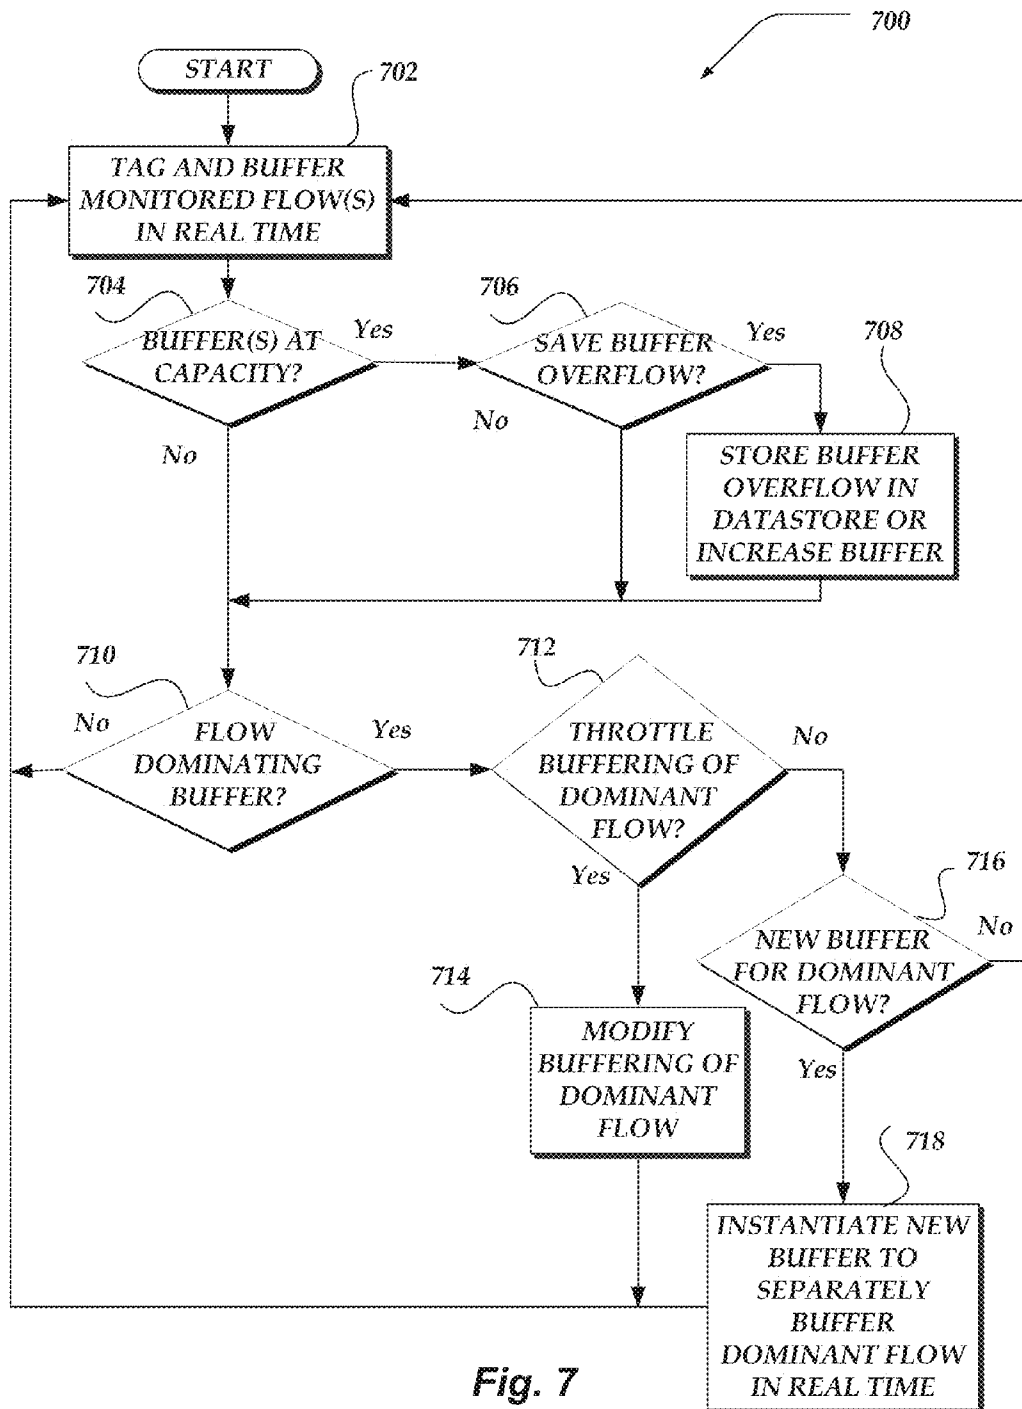 700
START
702
TAG AND BUFFER
MONITORED FLOW(S)
IN REAL TIME
704
BUFFER(S) AT
CAPACITY?
Yes
No
706
SAVE BUFFER
OVERFLOW?
Yes
No
708
STORE BUFFER
OVERFLOW IN
DATASTORE OR
INCREASE BUFFER
710
No
FLOW
DOMINATING
BUFFER?
Yes
712
THROTTLE
BUFFERING OF
DOMINANT
FLOW?
No
Yes
716
NEW BUFFER
FOR DOMINANT
FLOW?
No
Yes
714
MODIFY
BUFFERING OF
DOMINANT
FLOW
718
INSTANTIATE NEW
BUFFER TO
SEPARATELY
BUFFER
DOMINANT FLOW
IN REAL TIME
Fig. 7